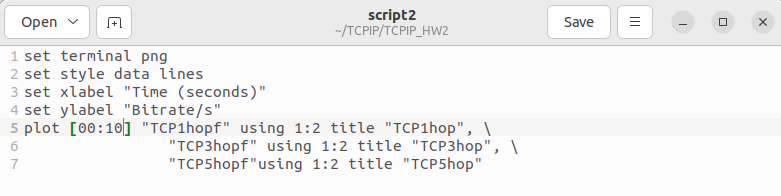 Open
script2
~/TCPIP/TCPIP_HW2
Save
1 set terminal png
2 set style data lines
3 set xlabel "Time (seconds)"
4 set ylabel "Bitrate/s"
5 plot [00:10] "TCP1hopf" using 1:2 title "TCP1hop", \
6                  "TCP3hopf" using 1:2 title "TCP3hop", \
7                  "TCP5hopf"using 1:2 title "TCP5hop"